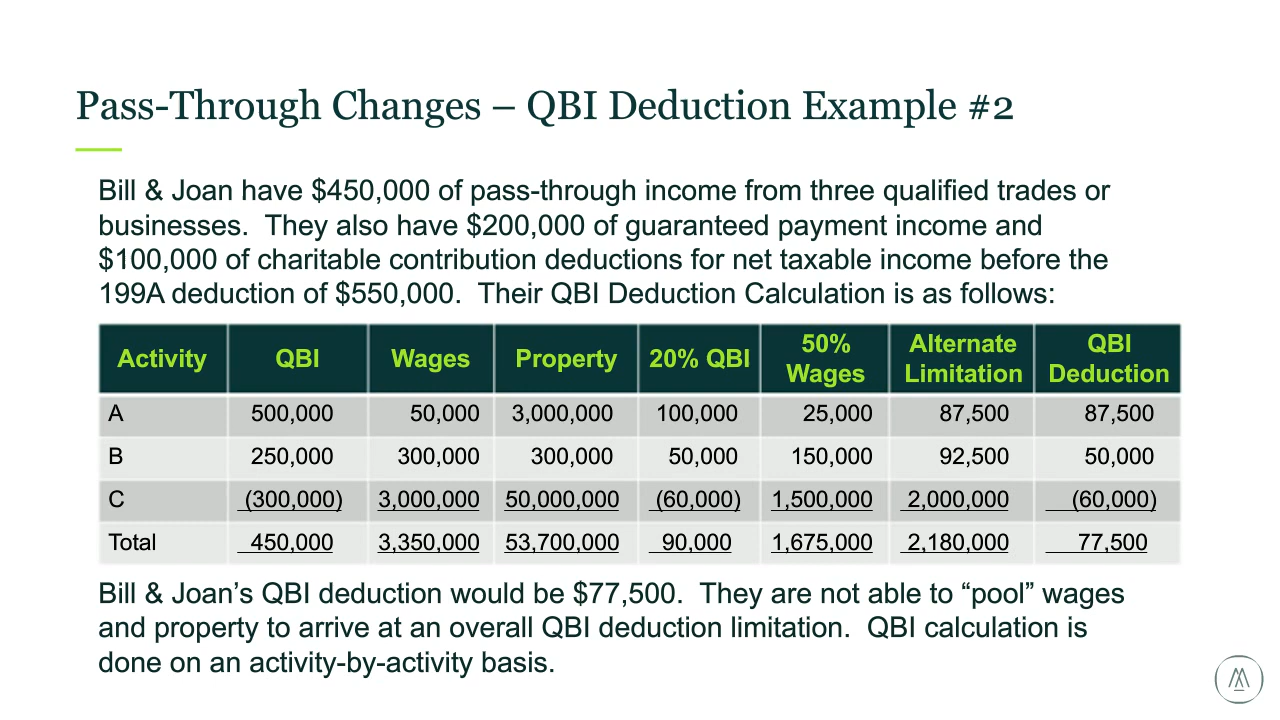 Pass-Through Changes – QBI Deduction Example #2
Bill & Joan have $450,000 of pass-through income from three qualified trades or
businesses.  They also have $200,000 of guaranteed payment income and
$100,000 of charitable contribution deductions for net taxable income before the
199A deduction of $550,000.  Their QBI Deduction Calculation is as follows:
Activity QBI Wages Property 20% QBI 50% Wages Alternate Limitation QBI Deduction
A 500,000 50,000 3,000,000 100,000 25,000 87,500 87,500
B 250,000 300,000 300,000 50,000 150,000 92,500 50,000
C (300,000) 3,000,000 50,000,000 (60,000) 1,500,000 2,000,000 (60,000)
Total 450,000 3,350,000 53,700,000 90,000 1,675,000 2,180,000 77,500
Bill & Joan’s QBI deduction would be $77,500.  They are not able to “pool” wages
and property to arrive at an overall QBI deduction limitation.  QBI calculation is
done on an activity-by-activity basis.